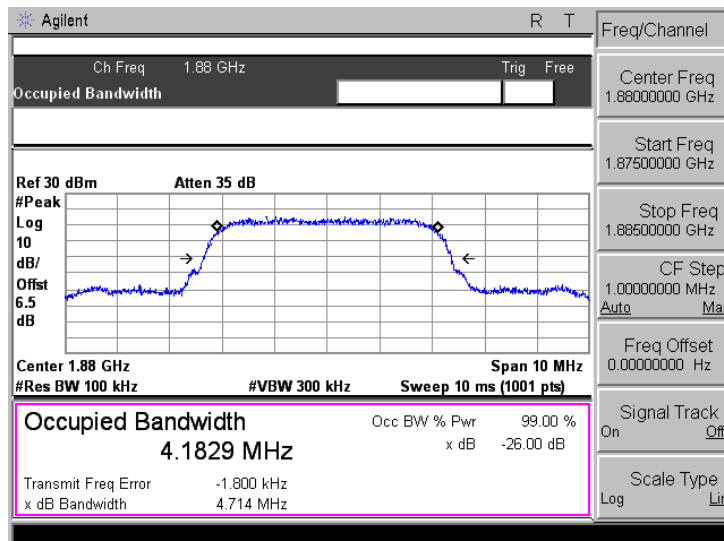 Agilent R T
Ch Freq 1.88 GHz Trig Free
Occupied Bandwidth
Ref 30 dBm Atten 35 dB
#Peak
Log
10
dB/
Offst
6.5
dB
Center 1.88 GHz Span 10 MHz
#Res BW 100 kHz #VBW 300 kHz Sweep 10 ms (1001 pts)
Occupied Bandwidth Occ BW % Pwr 99.00 %
4.1829 MHz x dB -26.00 dB
Transmit Freq Error -1.800 kHz
x dB Bandwidth 4.714 MHz
Freq/Channel
Center Freq
1.88000000 GHz
Start Freq
1.87500000 GHz
Stop Freq
1.88500000 GHz
CF Step
1.00000000 MHz
Auto Ma
Freq Offset
0.00000000 Hz
Signal Track
On Off
Scale Type
Log Lin